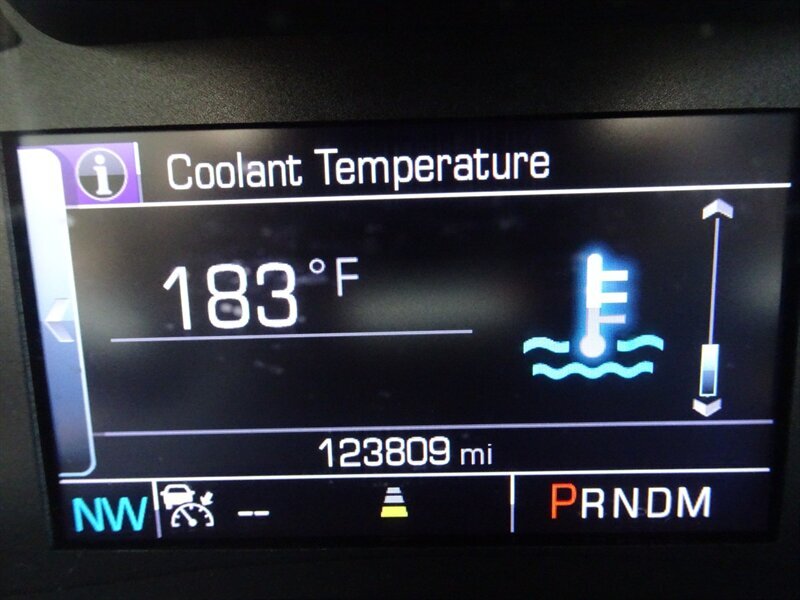 i Coolant Temperature
183°F
123809 mi
NW -- PRNDM